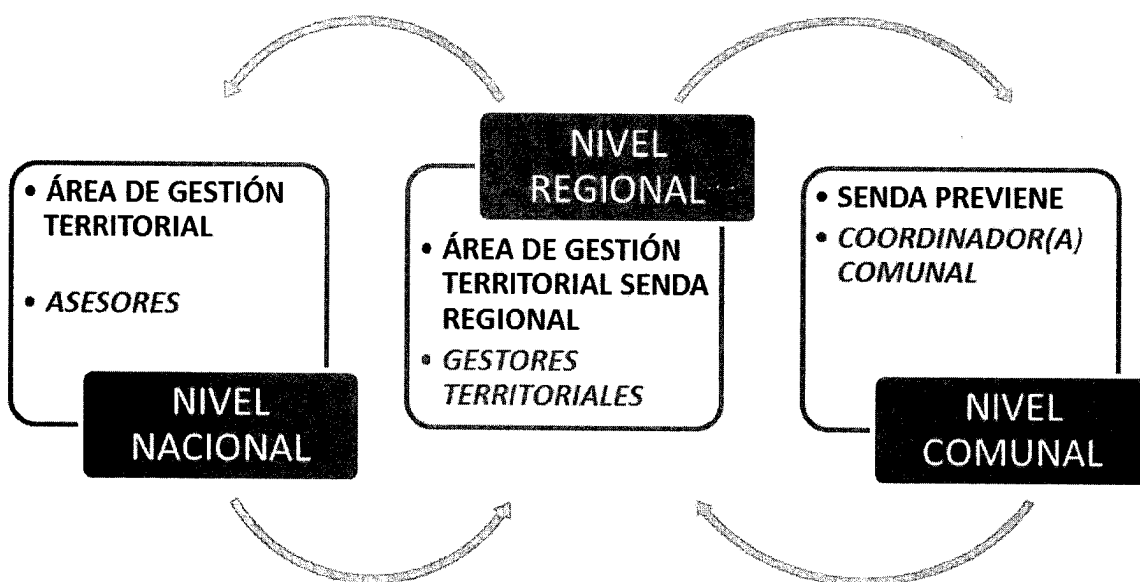 • ÁREA DE GESTIÓN
TERRITORIAL
• ASESORES
NIVEL
NACIONAL
NIVEL
REGIONAL
• ÁREA DE GESTIÓN
TERRITORIAL SENDA
REGIONAL
• GESTORES
TERRITORIALES
• SENDA PREVIENE
• COORDINADOR(A)
COMUNAL
NIVEL
COMUNAL